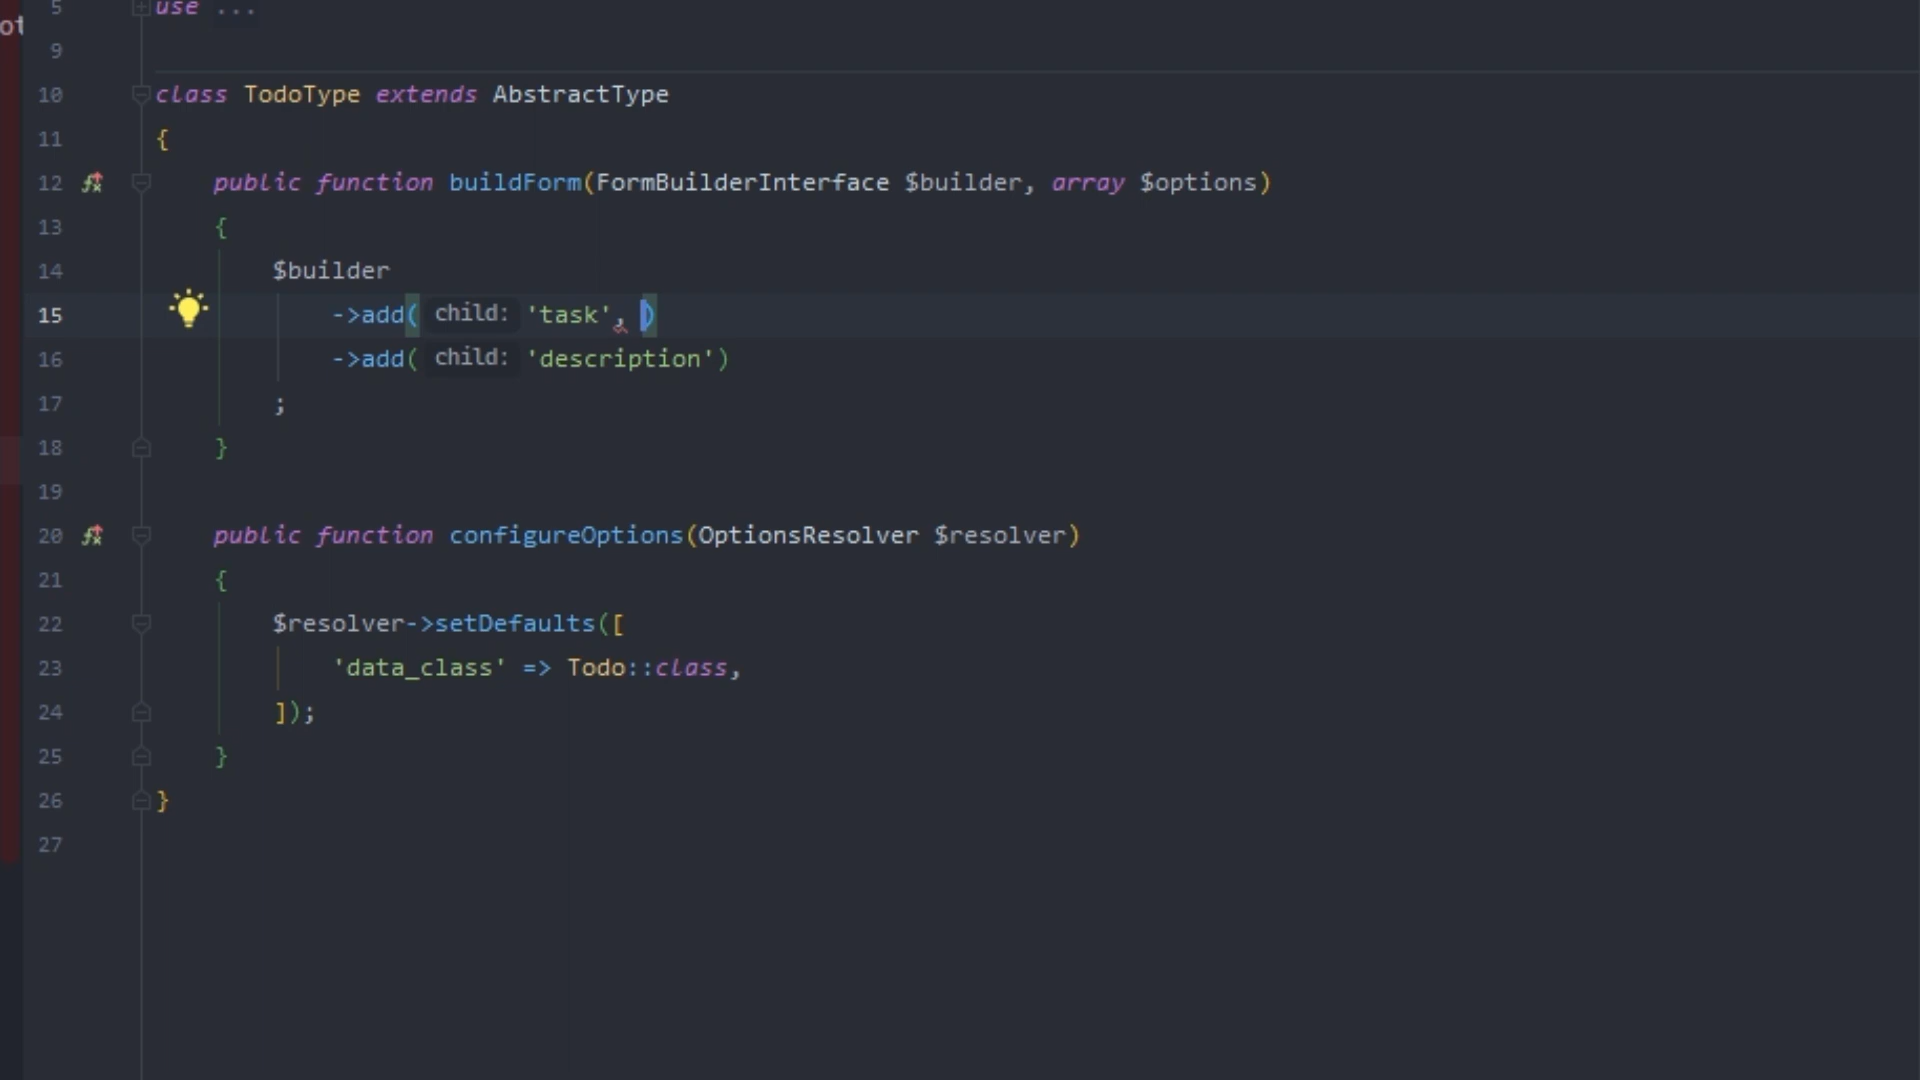 ot
5 use ...
9
10 class TodoType extends AbstractType
11 {
12 public function buildForm(FormBuilderInterface $builder, array $options)
13 {
14 $builder
15 ->add( child: 'task', )
16 ->add( child: 'description')
17 ;
18 }
19
20 public function configureOptions(OptionsResolver $resolver)
21 {
22 $resolver->setDefaults([
23 'data_class' => Todo::class,
24 ]);
25 }
26 }
27